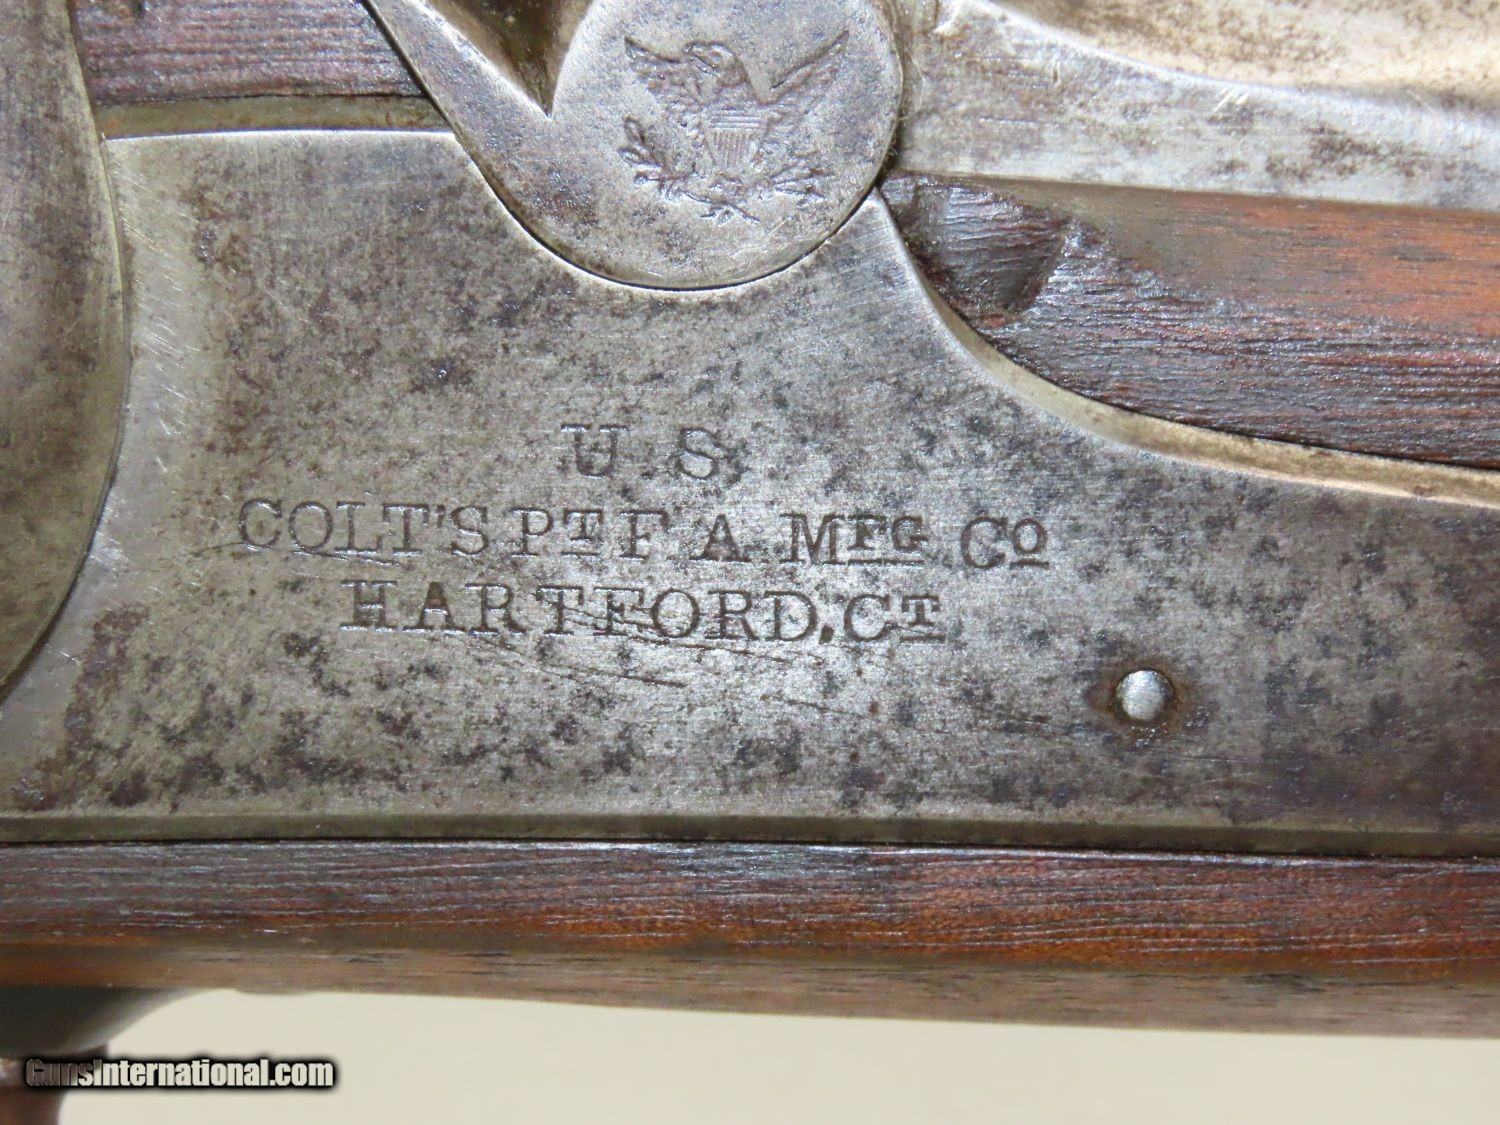 U. S.
COLT'S PT F A MFG CO
HARTFORD, CT
GunsInternational.com